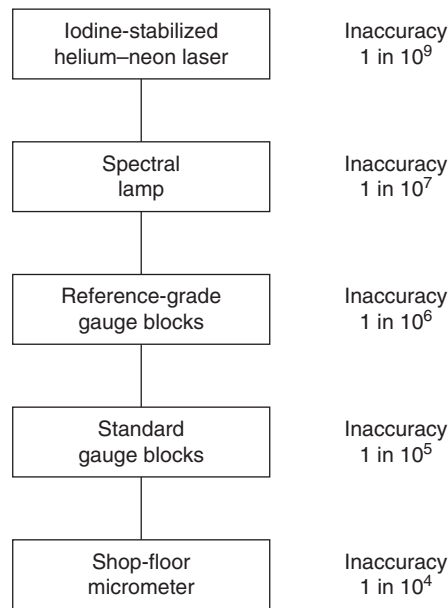 Iodine-stabilized
helium–neon laser
Inaccuracy
1 in 10⁹
Spectral
lamp
Inaccuracy
1 in 10⁷
Reference-grade
gauge blocks
Inaccuracy
1 in 10⁶
Standard
gauge blocks
Inaccuracy
1 in 10⁵
Shop-floor
micrometer
Inaccuracy
1 in 10⁴